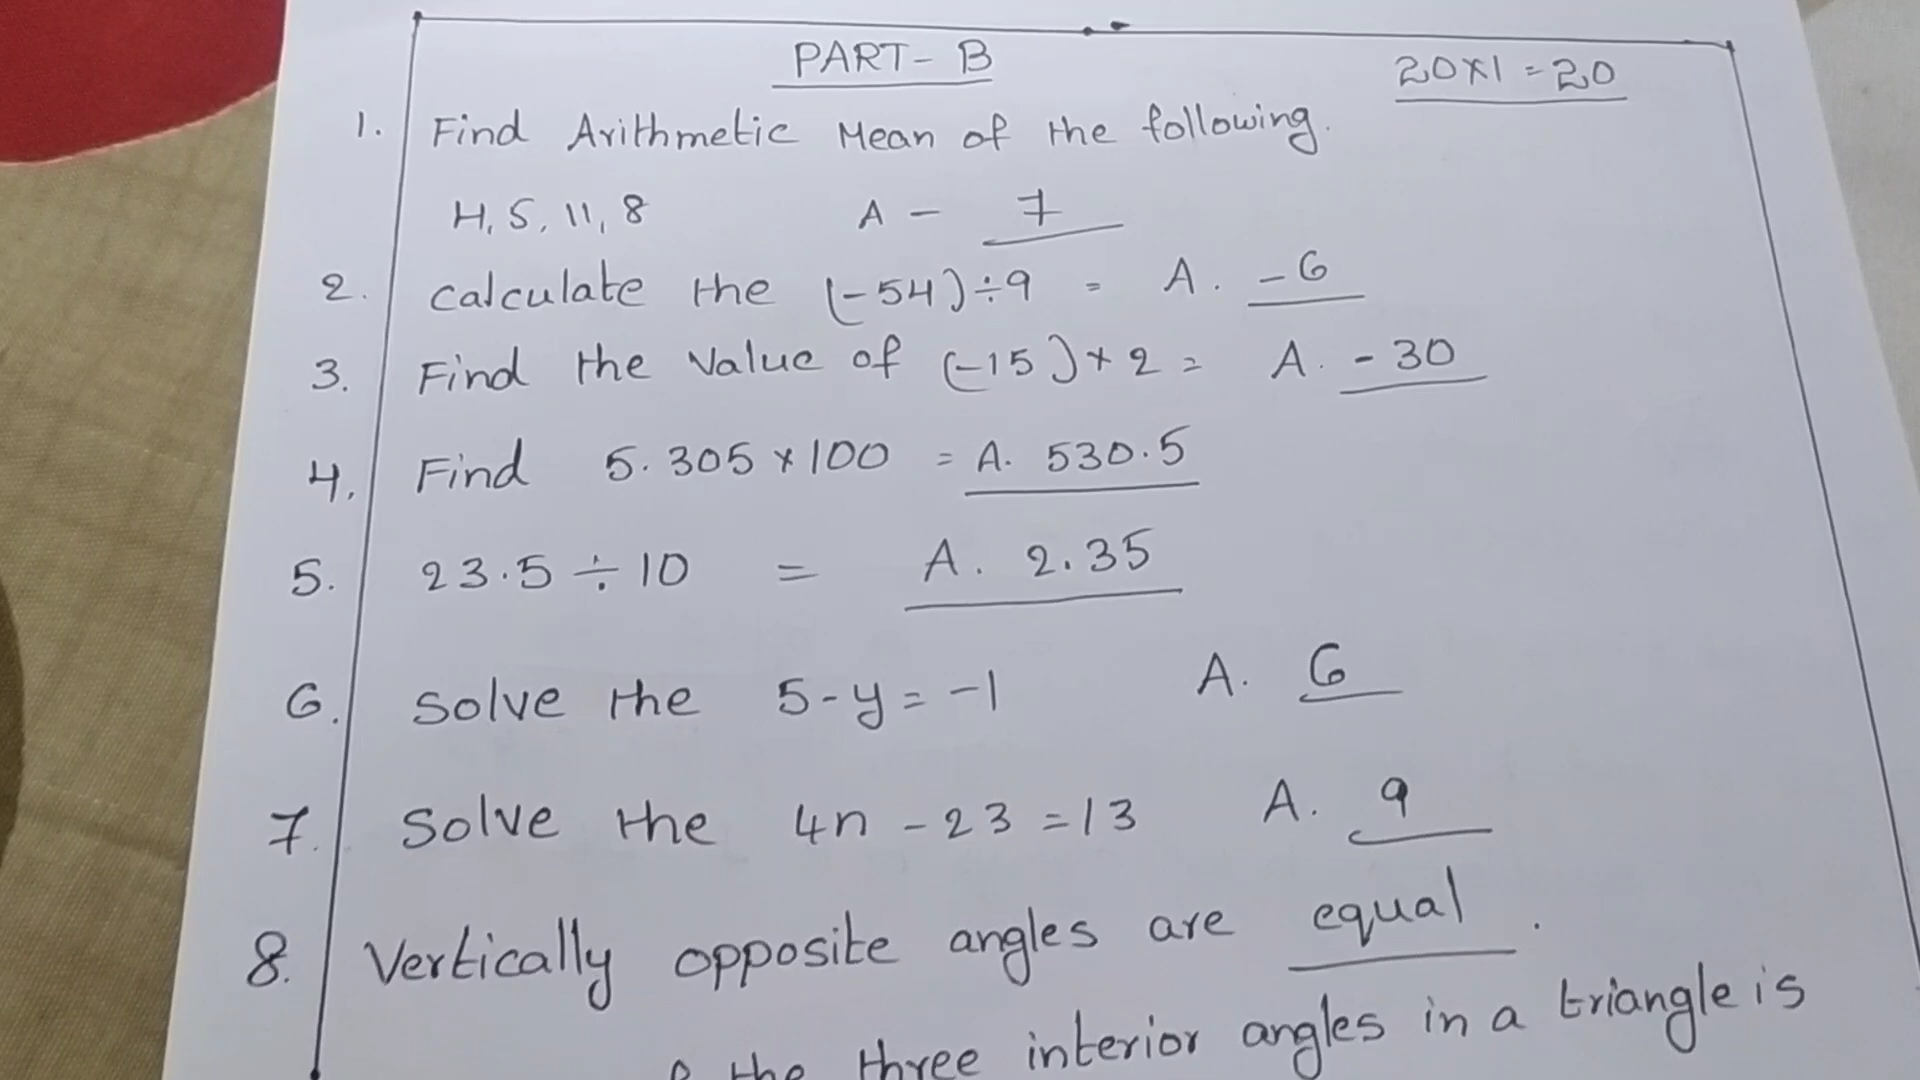 PART - B
20×1 = 20
1. Find Arithmetic Mean of the following.
4, 5, 11, 8 A - 7
2. calculate the (-54) ÷ 9 = A. -6
3. Find the value of (-15) × 2 = A. -30
4. Find 5.305 × 100 = A. 530.5
5. 23.5 ÷ 10 = A. 2.35
6. Solve the 5 - y = -1 A. 6
7. Solve the 4n - 23 = 13 A. 9
8. Vertically opposite angles are equal.
the three interior angles in a triangle is